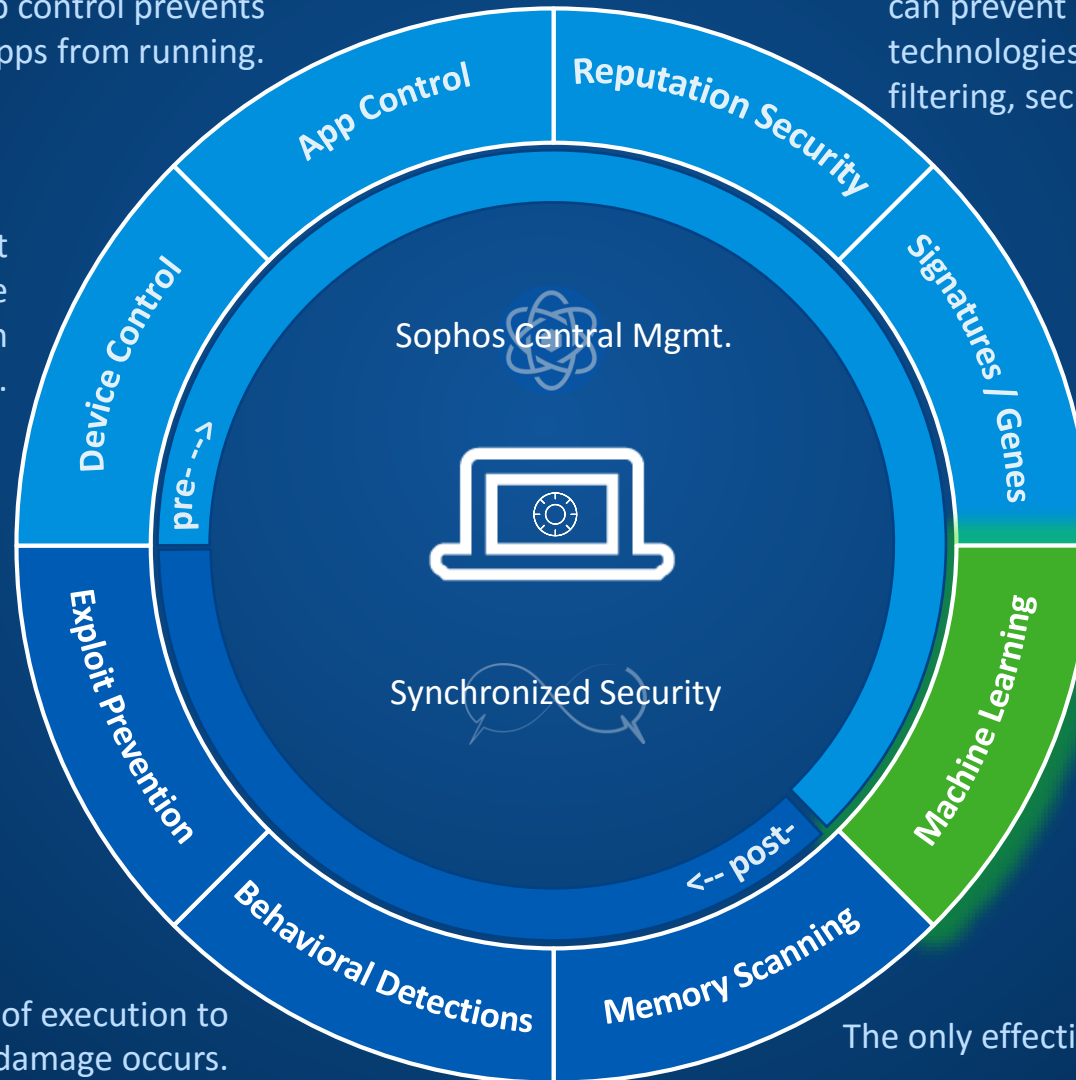 control prevents
apps from running.
can prevent
technologies
filtering, sec
App Control
Reputation Security
Device Control
Signatures / Genes
pre- -->
Sophos Central Mgmt.
Synchronized Security
Exploit Prevention
Machine Learning
<-- post-
Behavioral Detections
Memory Scanning
of execution to
damage occurs.
The only effecti